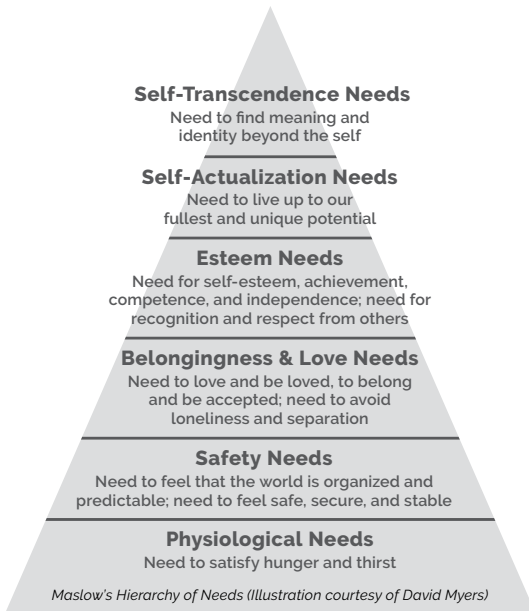 Self-Transcendence Needs
Need to find meaning and
identity beyond the self
Self-Actualization Needs
Need to live up to our
fullest and unique potential
Esteem Needs
Need for self-esteem, achievement,
competence, and independence; need for
recognition and respect from others
Belongingness & Love Needs
Need to love and be loved, to belong
and be accepted; need to avoid
loneliness and separation
Safety Needs
Need to feel that the world is organized and
predictable; need to feel safe, secure, and stable
Physiological Needs
Need to satisfy hunger and thirst
Maslow's Hierarchy of Needs (Illustration courtesy of David Myers)